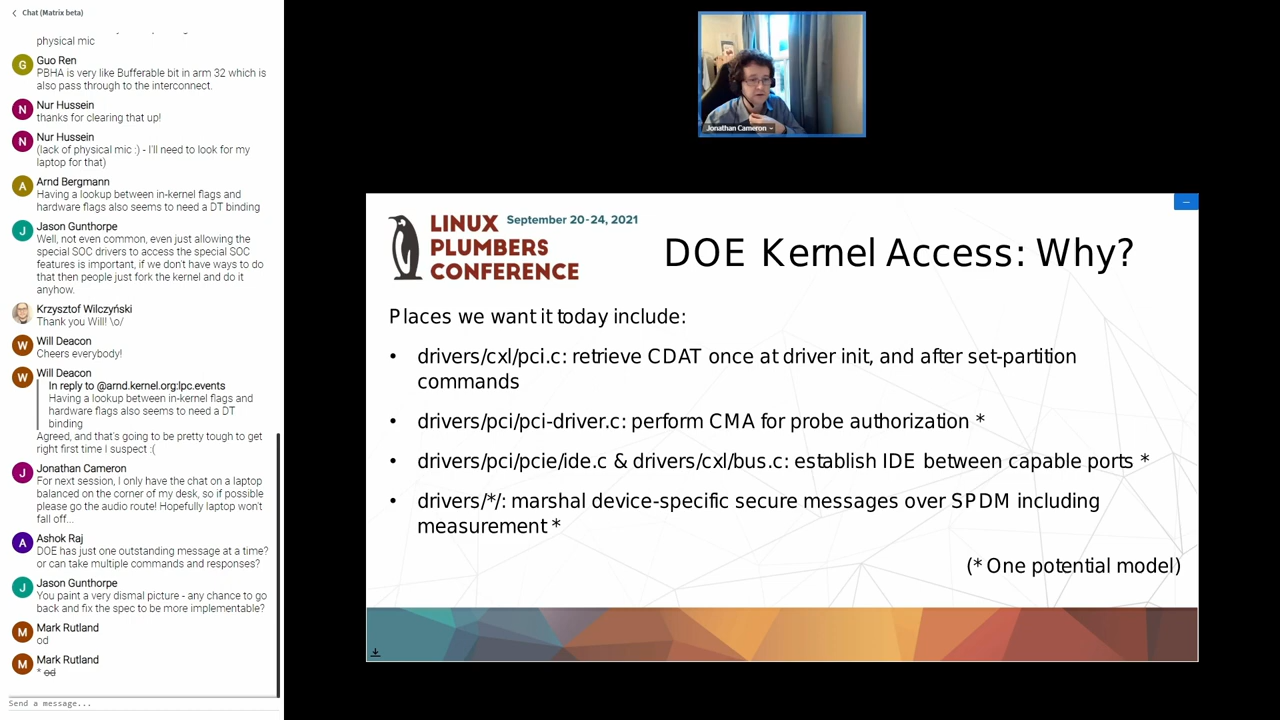 Chat (Matrix beta)
physical mic
G
Guo Ren
PBHA is very like Bufferable bit in arm 32 which is
also pass through to the interconnect.
N
Nur Hussein
thanks for clearing that up!
N
Nur Hussein
(lack of physical mic :) - I'll need to look for my
laptop for that)
A
Arnd Bergmann
Having a lookup between in-kernel flags and
hardware flags also seems to need a DT binding
J
Jason Gunthorpe
Well, not even common, even just allowing the
special SOC drivers to access the special SOC
features is important, if we don't have ways to do
that then people just fork the kernel and do it
anyhow.
Krzysztof Wilczyński
Thank you Will! \o/
W
Will Deacon
Cheers everybody!
W
Will Deacon
In reply to @arnd.kernel.org:lpc.events
Having a lookup between in-kernel flags and
hardware flags also seems to need a DT
binding
Agreed, and that's going to be pretty tough to get
right first time I suspect :(
J
Jonathan Cameron
For next session, I only have the chat on a laptop
balanced on the corner of my desk, so if possible
please go the audio route! Hopefully laptop won't
fall off...
A
Ashok Raj
DOE has just one outstanding message at a time?
or can take multiple commands and responses?
J
Jason Gunthorpe
You paint a very dismal picture - any chance to go
back and fix the spec to be more implementable?
M
Mark Rutland
od
M
Mark Rutland
* od
Send a message...
Jonathan Cameron
LINUX September 20-24, 2021
PLUMBERS
CONFERENCE
DOE Kernel Access: Why?
Places we want it today include:
• drivers/cxl/pci.c: retrieve CDAT once at driver init, and after set-partition
commands
• drivers/pci/pci-driver.c: perform CMA for probe authorization *
• drivers/pci/pcie/ide.c & drivers/cxl/bus.c: establish IDE between capable ports *
• drivers/*/: marshal device-specific secure messages over SPDM including
measurement *
(* One potential model)